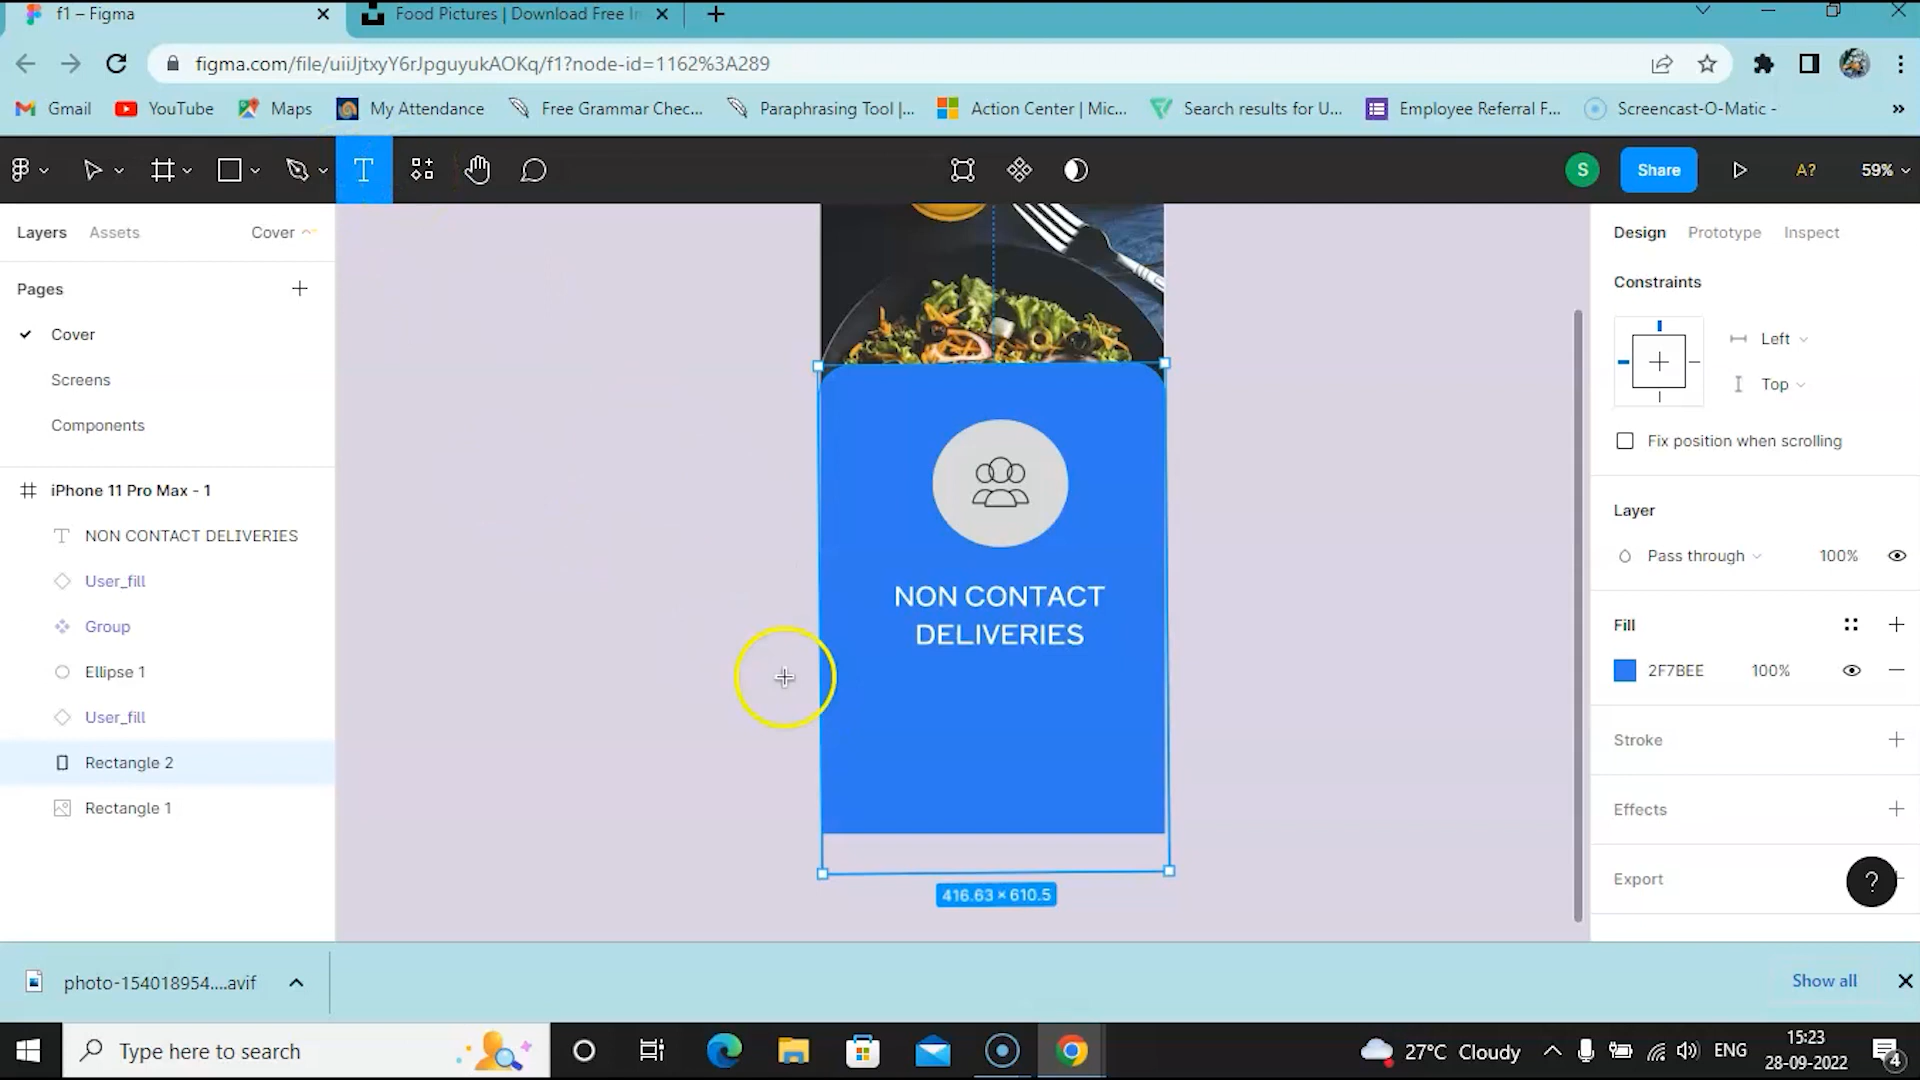 f1 – Figma
Food Pictures | Download Free I
figma.com/file/uiiJjtxyY6rJpguyukAOKq/f1?node-id=1162%3A289
Gmail
YouTube
Maps
My Attendance
Free Grammar Chec...
Paraphrasing Tool |...
Action Center | Mic...
Search results for U...
Employee Referral F...
Screencast-O-Matic -
»
S
Share
A?
59%
Layers
Assets
Cover
Design
Prototype
Inspect
Pages
Cover
Screens
Components
iPhone 11 Pro Max - 1
NON CONTACT DELIVERIES
User_fill
Group
Ellipse 1
User_fill
Rectangle 2
Rectangle 1
NON CONTACT
DELIVERIES
416.63 × 610.5
Constraints
Left
Top
Fix position when scrolling
Layer
Pass through
100%
Fill
2F7BEE
100%
Stroke
Effects
Export
?
photo-154018954....avif
Show all
Type here to search
27°C Cloudy
ENG
15:23
28-09-2022
4